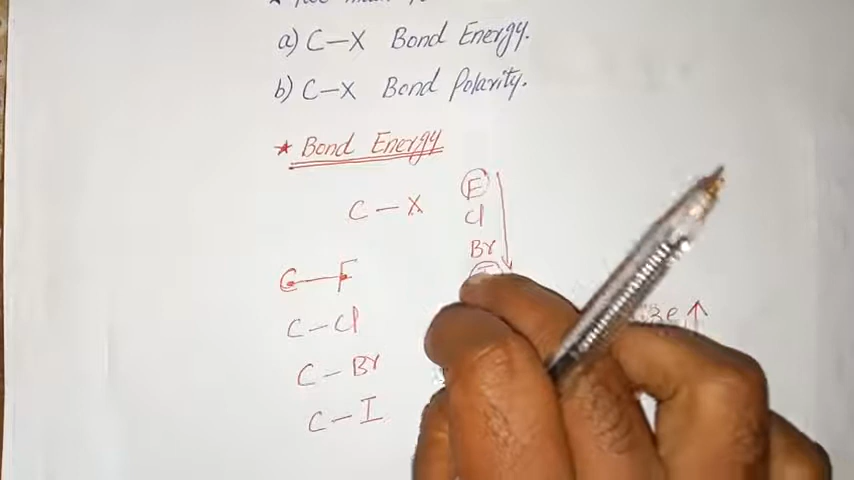 a) C-X Bond Energy.
b) C-X Bond Polarity.
* Bond Energy
C-X
F
Cl
Br
C-F
C-Cl
C-Br
C-I